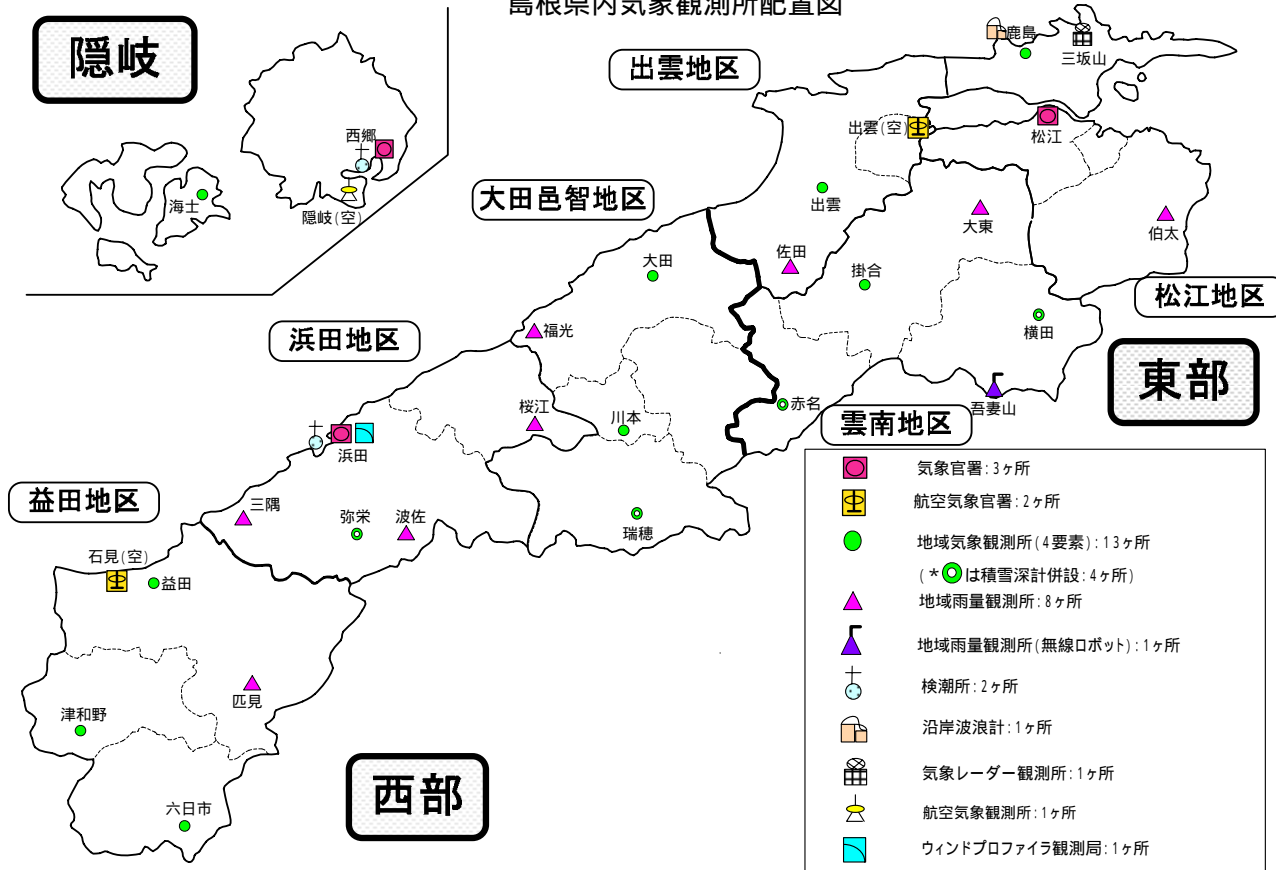 島根県内気象観測所配置図
隠岐
西郷
海士
隠岐(空)
出雲地区
鹿島
三坂山
出雲(空)
松江
大田邑智地区
出雲
大東
伯太
佐田
掛合
大田
松江地区
横田
東部
浜田地区
福光
吾妻山
赤名
雲南地区
桜江
川本
浜田
益田地区
三隅
弥栄
波佐
瑞穂
石見(空)
益田
匹見
津和野
六日市
西部
気象官署:3ヶ所
航空気象官署:2ヶ所
地域気象観測所(4要素):13ヶ所
(*◎は積雪深計併設:4ヶ所)
地域雨量観測所:8ヶ所
地域雨量観測所(無線ロボット):1ヶ所
検潮所:2ヶ所
沿岸波浪計:1ヶ所
気象レーダー観測所:1ヶ所
航空気象観測所:1ヶ所
ウィンドプロファイラ観測局:1ヶ所